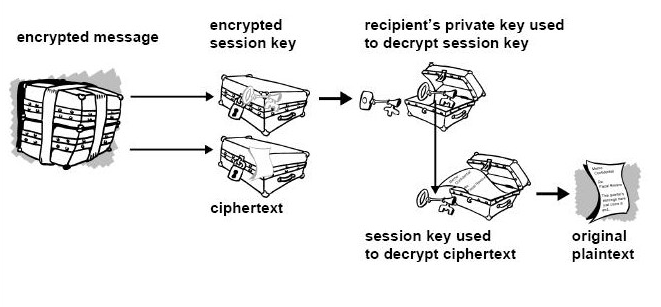 encrypted message
encrypted
session key
recipient's private key used
to decrypt session key
ciphertext
session key used
to decrypt ciphertext
original
plaintext